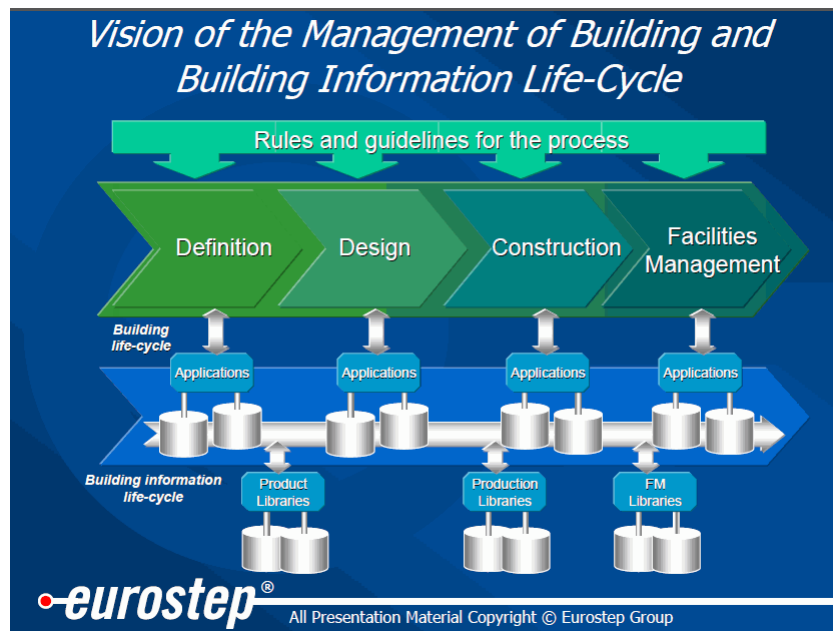 Vision of the Management of Building and
Building Information Life-Cycle
Rules and guidelines for the process
Definition
Design
Construction
Facilities
Management
Building
life-cycle
Applications
Applications
Applications
Applications
Building information
life-cycle
Product
Libraries
Production
Libraries
FM
Libraries
eurostep®
All Presentation Material Copyright © Eurostep Group